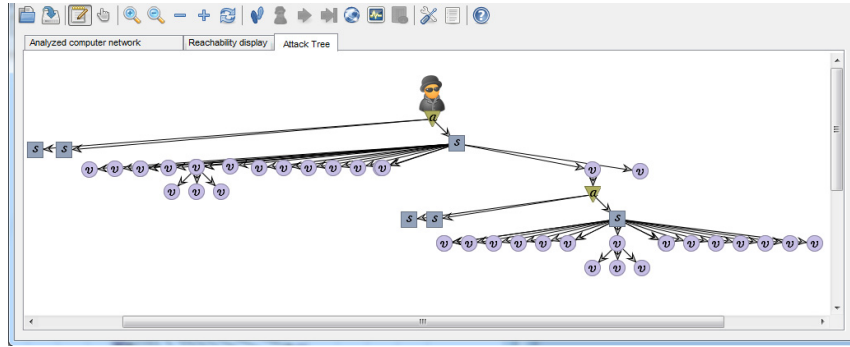 Analyzed computer network
Reachability display
Attack Tree
a
s s s
v v v v v v v v v v v v v v
v v v
a
s s s
v v v v v v v v v v v v v v
v v v